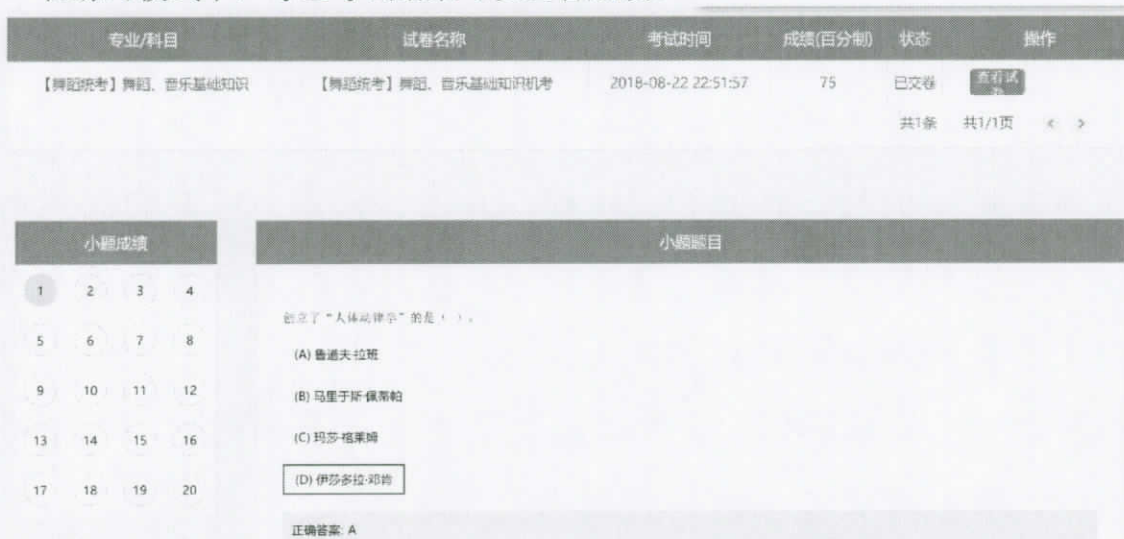 专业/科目 试卷名称 考试时间 成绩(百分制) 状态 操作
【舞蹈统考】舞蹈、音乐基础知识 【舞蹈统考】舞蹈、音乐基础知识机考 2018-08-22 22:51:57 75 已交卷 查看试
共1条 共1/1页 < >
小题成绩 小题题目
1 2 3 4
创立了“人体动律学”的是( )。
5 6 7 8
(A) 鲁道夫·拉班
9 10 11 12
(B) 马里于斯·佩蒂帕
13 14 15 16
(C) 玛莎·格莱姆
17 18 19 20
(D) 伊莎多拉·邓肯
正确答案: A